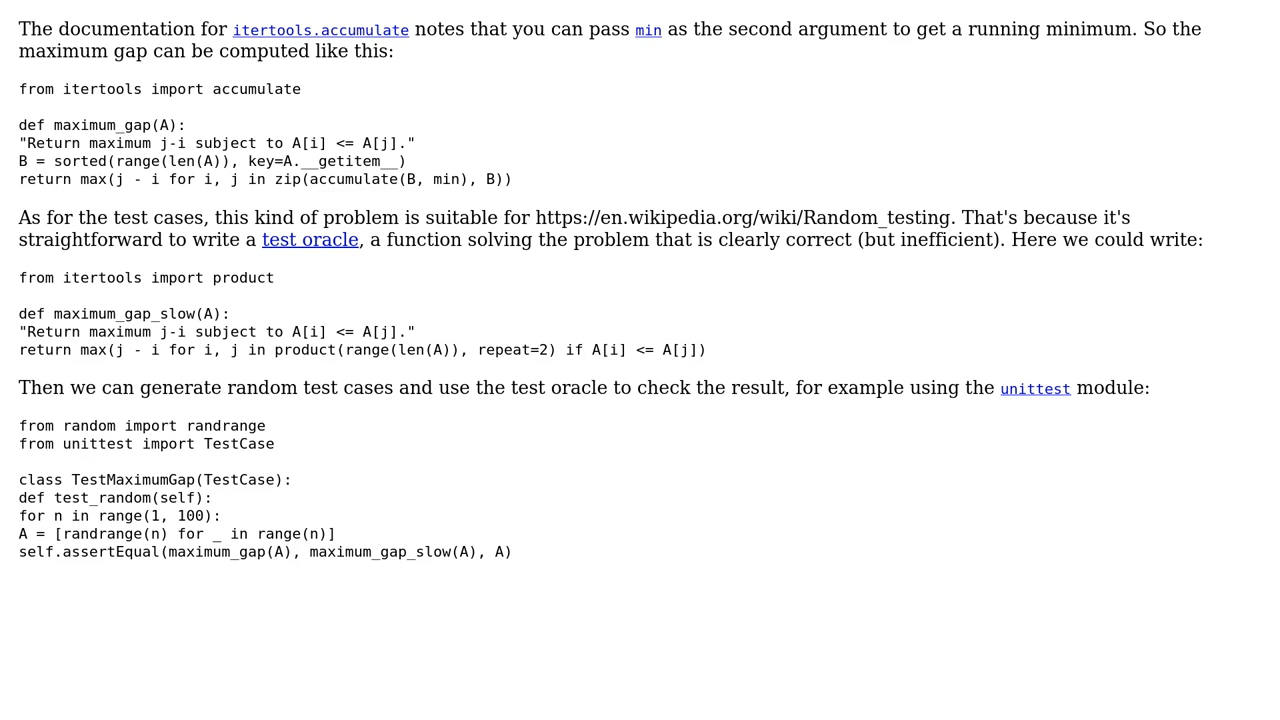 The documentation for itertools.accumulate notes that you can pass min as the second argument to get a running minimum. So the
maximum gap can be computed like this:
from itertools import accumulate
def maximum_gap(A):
"Return maximum j-i subject to A[i] <= A[j]."
B = sorted(range(len(A)), key=A.__getitem__)
return max(j - i for i, j in zip(accumulate(B, min), B))
As for the test cases, this kind of problem is suitable for https://en.wikipedia.org/wiki/Random_testing. That's because it's
straightforward to write a test oracle, a function solving the problem that is clearly correct (but inefficient). Here we could write:
from itertools import product
def maximum_gap_slow(A):
"Return maximum j-i subject to A[i] <= A[j]."
return max(j - i for i, j in product(range(len(A)), repeat=2) if A[i] <= A[j])
Then we can generate random test cases and use the test oracle to check the result, for example using the unittest module:
from random import randrange
from unittest import TestCase
class TestMaximumGap(TestCase):
def test_random(self):
for n in range(1, 100):
A = [randrange(n) for _ in range(n)]
self.assertEqual(maximum_gap(A), maximum_gap_slow(A), A)